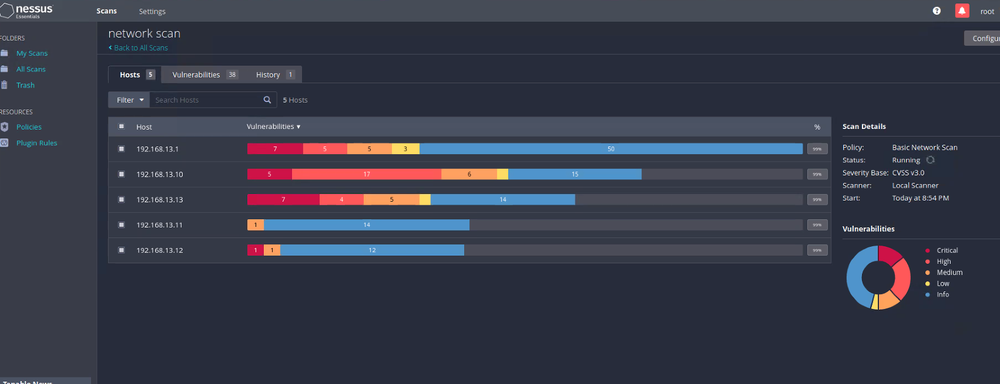 nessus
Essentials
Scans
Settings
?
root
FOLDERS
My Scans
All Scans
Trash
RESOURCES
Policies
Plugin Rules
Tenable News
network scan
Back to All Scans
Configur
Hosts 5
Vulnerabilities 38
History 1
Filter
Search Hosts
5 Hosts
Host Vulnerabilities ▾ %
192.168.13.1 7 5 5 3 50 99%
192.168.13.10 5 17 6 15 99%
192.168.13.13 7 4 5 14 99%
192.168.13.11 1 14 99%
192.168.13.12 1 1 12 99%
Scan Details
Policy: Basic Network Scan
Status: Running
Severity Base: CVSS v3.0
Scanner: Local Scanner
Start: Today at 8:54 PM
Vulnerabilities
Critical
High
Medium
Low
Info